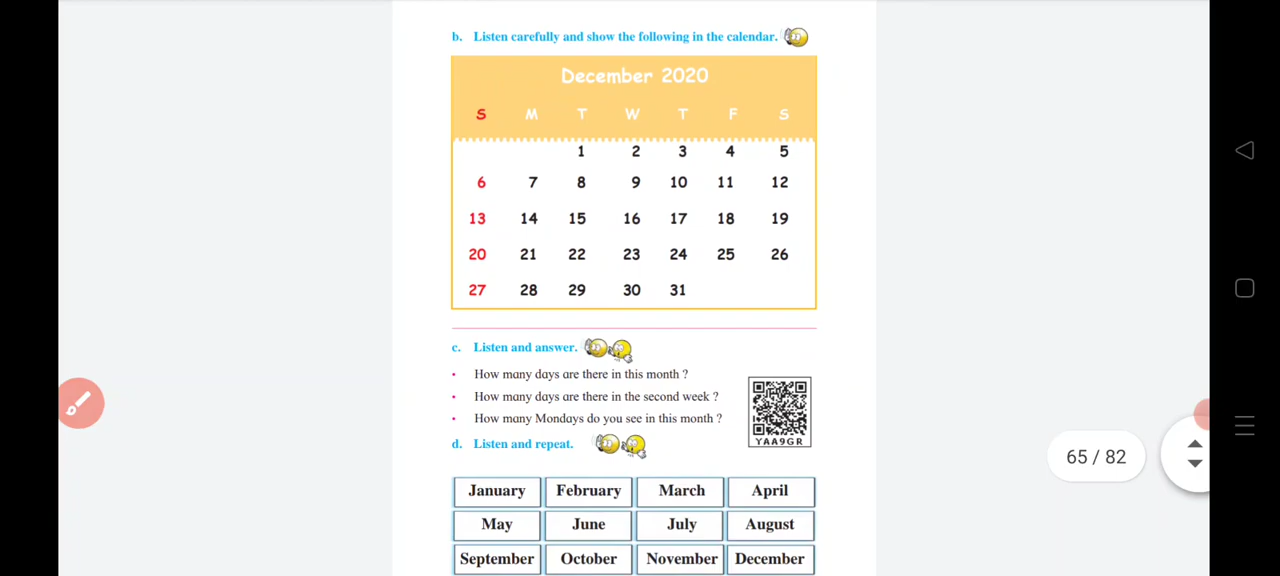 b. Listen carefully and show the following in the calendar.
December 2020
S M T W T F S
1 2 3 4 5
6 7 8 9 10 11 12
13 14 15 16 17 18 19
20 21 22 23 24 25 26
27 28 29 30 31
c. Listen and answer.
• How many days are there in this month ?
• How many days are there in the second week ?
• How many Mondays do you see in this month ?
YAA9GR
d. Listen and repeat.
65 / 82
January February March April
May June July August
September October November December